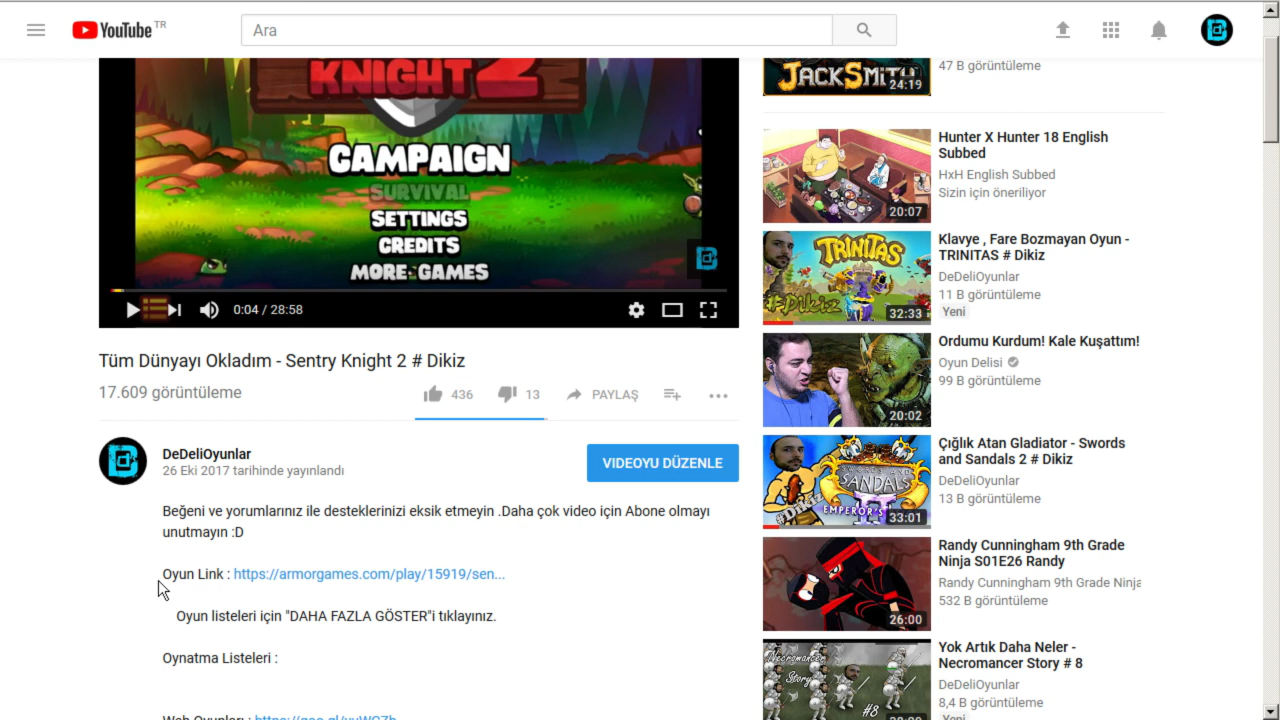 YouTube TR
Ara
KNIGHT 2
CAMPAIGN
SURVIVAL
SETTINGS
CREDITS
MORE GAMES
0:04 / 28:58
Tüm Dünyayı Okladım - Sentry Knight 2 # Dikiz
17.609 görüntüleme
436
13
PAYLAŞ
DeDeliOyunlar
26 Eki 2017 tarihinde yayınlandı
VIDEOYU DÜZENLE
Beğeni ve yorumlarınız ile desteklerinizi eksik etmeyin .Daha çok video için Abone olmayı
unutmayın :D
Oyun Link : https://armorgames.com/play/15919/sen...
Oyun listeleri için "DAHA FAZLA GÖSTER"i tıklayınız.
Oynatma Listeleri :
JACKSMITH
24:19
47 B görüntüleme
20:07
Hunter X Hunter 18 English
Subbed
HxH English Subbed
Sizin için öneriliyor
TRINITAS
#Dikiz
32:33
Klavye , Fare Bozmayan Oyun -
TRINITAS # Dikiz
DeDeliOyunlar
11 B görüntüleme
Yeni
20:02
Ordumu Kurdum! Kale Kuşattım!
Oyun Delisi
99 B görüntüleme
SWORDS AND
SANDALS
EMPEROR'S
#Dikiz
33:01
Çığlık Atan Gladiator - Swords
and Sandals 2 # Dikiz
DeDeliOyunlar
13 B görüntüleme
26:00
Randy Cunningham 9th Grade
Ninja S01E26 Randy
Randy Cunningham 9th Grade Ninja
532 B görüntüleme
Necromancer
Story
#8
Yok Artık Daha Neler -
Necromancer Story # 8
DeDeliOyunlar
8,4 B görüntüleme
Yeni